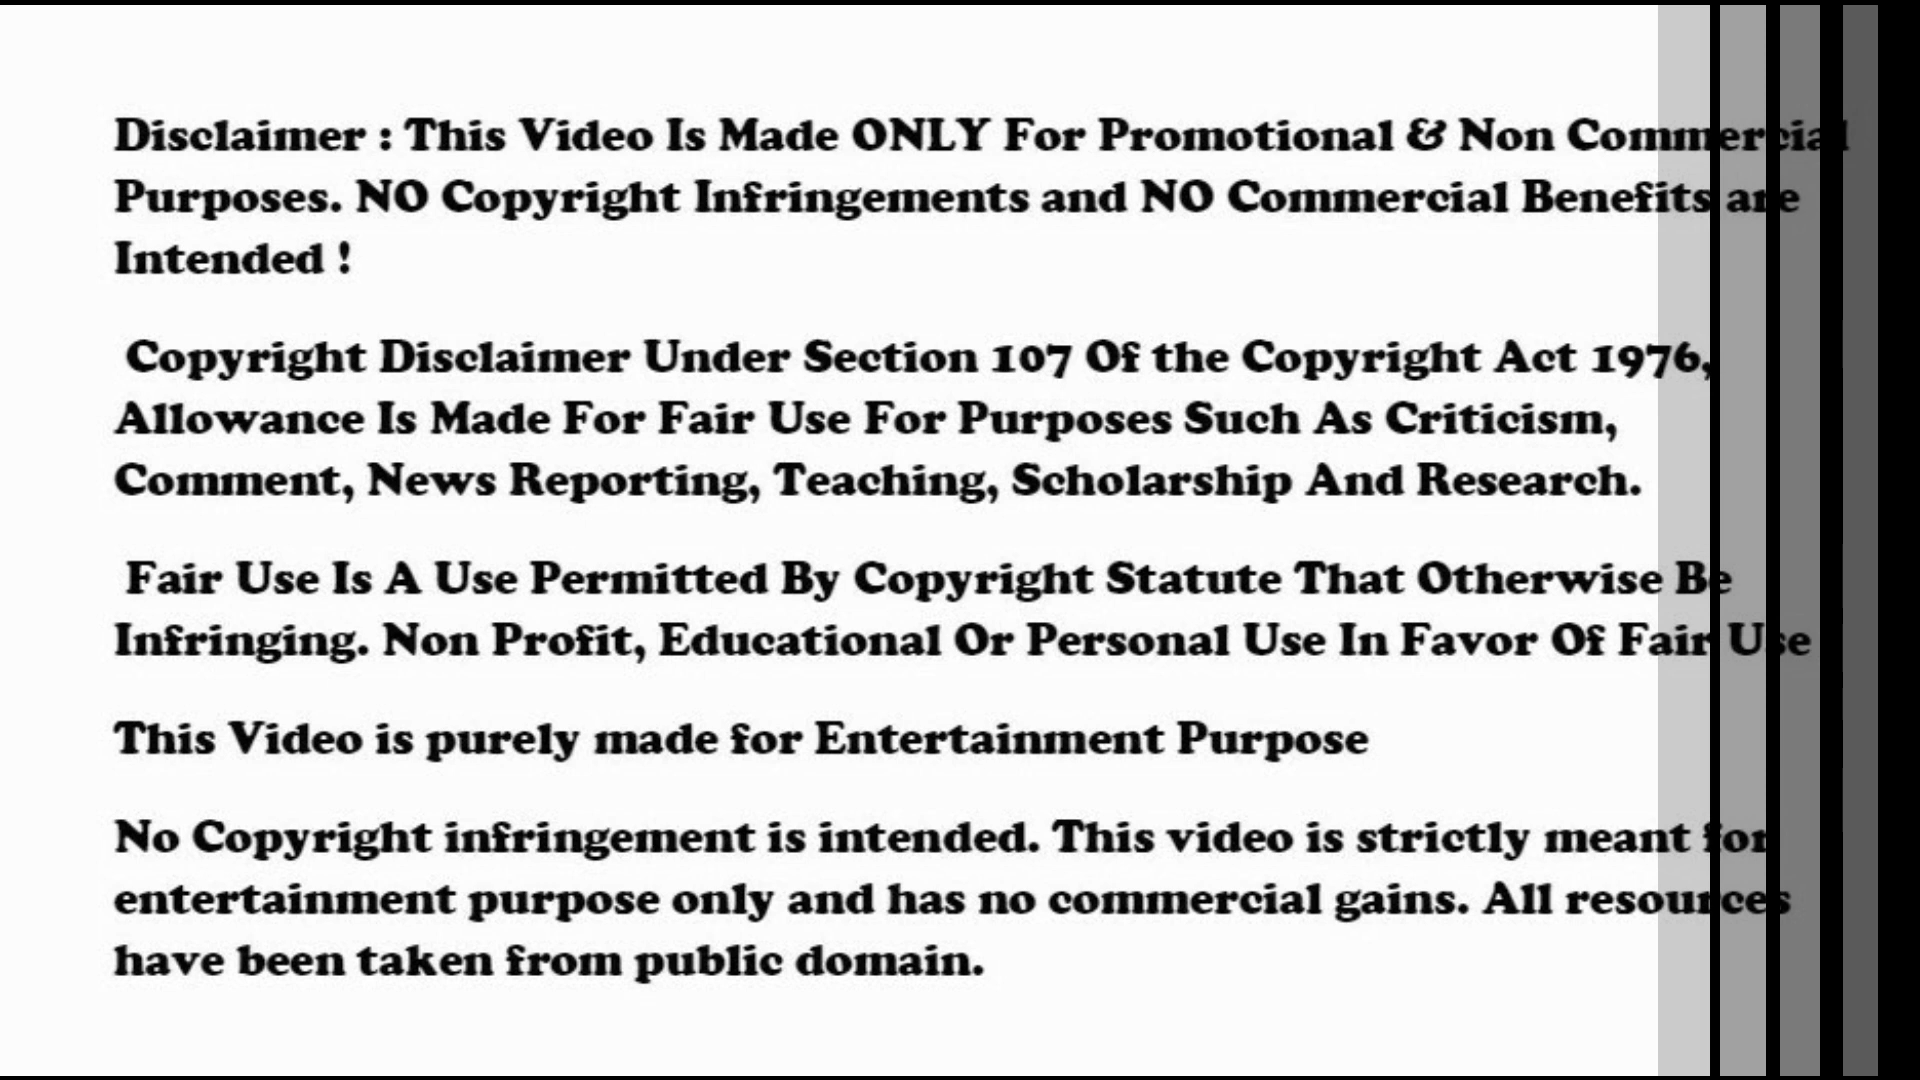 Disclaimer : This Video Is Made ONLY For Promotional & Non Commercial
Purposes. NO Copyright Infringements and NO Commercial Benefits are
Intended !
Copyright Disclaimer Under Section 107 Of the Copyright Act 1976,
Allowance Is Made For Fair Use For Purposes Such As Criticism,
Comment, News Reporting, Teaching, Scholarship And Research.
Fair Use Is A Use Permitted By Copyright Statute That Otherwise Be
Infringing. Non Profit, Educational Or Personal Use In Favor Of Fair Use
This Video is purely made for Entertainment Purpose
No Copyright infringement is intended. This video is strictly meant for
entertainment purpose only and has no commercial gains. All resources
have been taken from public domain.